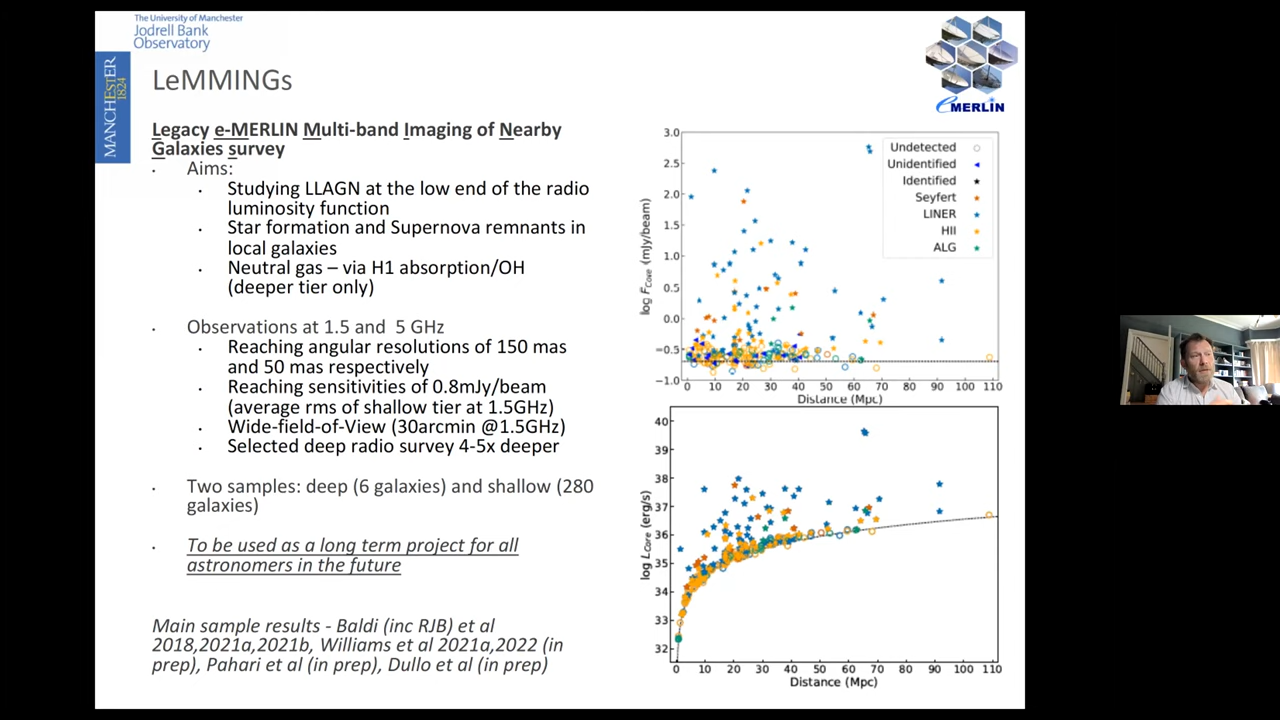 The University of Manchester
Jodrell Bank
Observatory
MANCHESTER
1824
LeMMINGs
e-MERLIN
Legacy e-MERLIN Multi-band Imaging of Nearby
Galaxies survey
• Aims:
• Studying LLAGN at the low end of the radio
luminosity function
• Star formation and Supernova remnants in
local galaxies
• Neutral gas – via H1 absorption/OH
(deeper tier only)
• Observations at 1.5 and 5 GHz
• Reaching angular resolutions of 150 mas
and 50 mas respectively
• Reaching sensitivities of 0.8mJy/beam
(average rms of shallow tier at 1.5GHz)
• Wide-field-of-View (30arcmin @1.5GHz)
• Selected deep radio survey 4-5x deeper
• Two samples: deep (6 galaxies) and shallow (280
galaxies)
• To be used as a long term project for all
astronomers in the future
Main sample results - Baldi (inc RJB) et al
2018,2021a,2021b, Williams et al 2021a,2022 (in
prep), Pahari et al (in prep), Dullo et al (in prep)
log F_Core (mJy/beam)
3.0
2.5
2.0
1.5
1.0
0.5
0.0
−0.5
−1.0
Undetected
Unidentified
Identified
Seyfert
LINER
HII
ALG
0 10 20 30 40 50 60 70 80 90 100 110
Distance (Mpc)
log L_Core (erg/s)
40
39
38
37
36
35
34
33
32
0 10 20 30 40 50 60 70 80 90 100 110
Distance (Mpc)